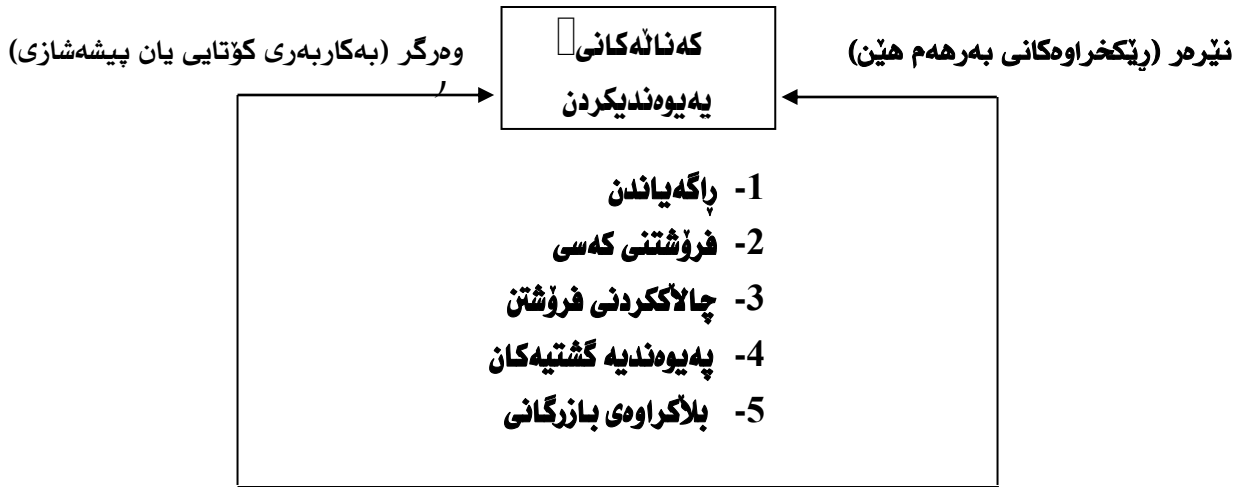 نێرەر (ڕێکخراوەکانی بەرهەم هێن)
کەناڵەکانی
یەیوەندیکردن
وەرگر (بەکاربەری کۆتایی یان پیشەشازی)
1- ڕاگەیاندن
2- فرۆشتنی کەسی
3- چالاککردنی فرۆشتن
4- پەیوەندیە گشتیەکان
5- بلاکراوەی بازرگانی